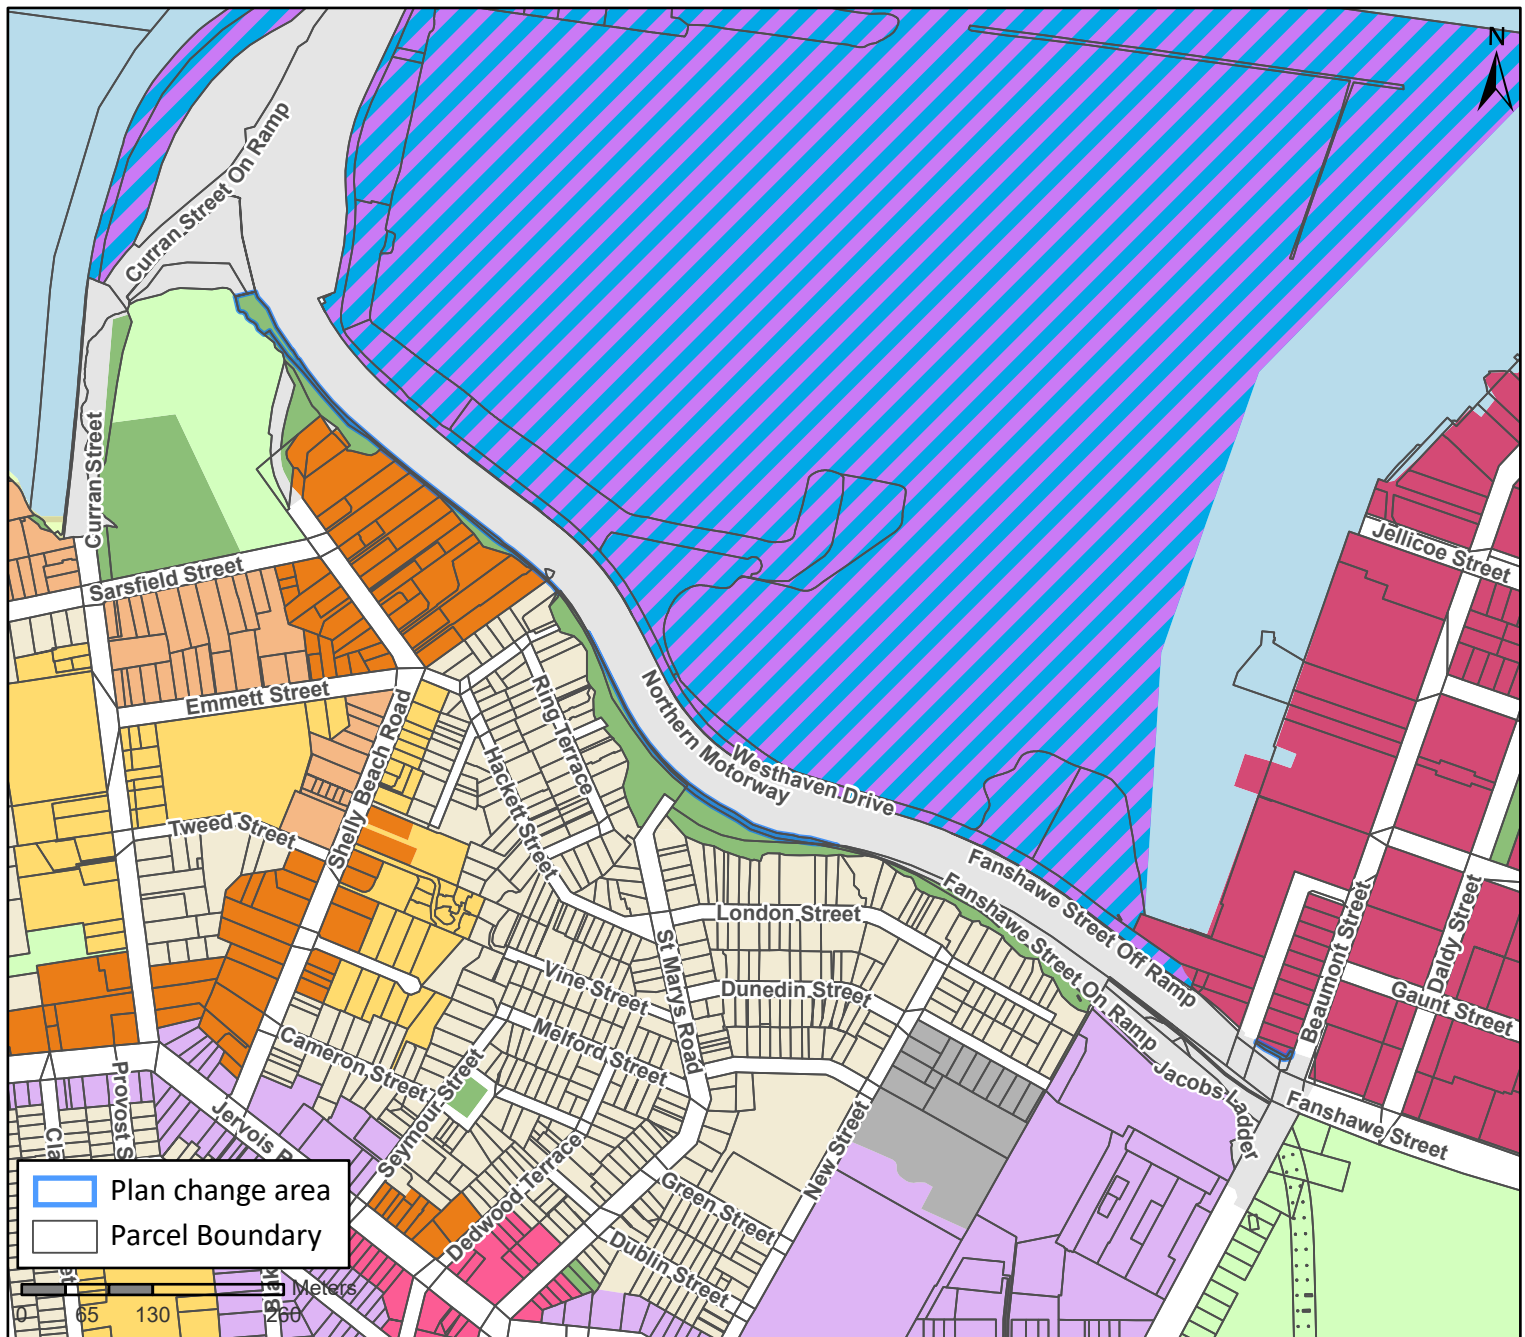 N
Curran Street On Ramp
Curran Street
Jellicoe Street
Sarsfield Street
Emmett Street
Ring Terrace
Northern Motorway
Westhaven Drive
Shelly Beach Road
Hackett Street
Tweed Street
Fanshawe Street Off Ramp
Fanshawe Street On Ramp
London Street
Beaumont Street
Daldy Street
St Marys Road
Vine Street
Dunedin Street
Gaunt Street
Melford Street
Cameron Street
Seymour Street
Jacobs Ladder
Provost S
Jervois R
Fanshawe Street
New Street
Cla
Dedwood Terrace
Green Street
Dublin Street
Plan change area
Parcel Boundary
et
Blak
Meters
0 65 130 260